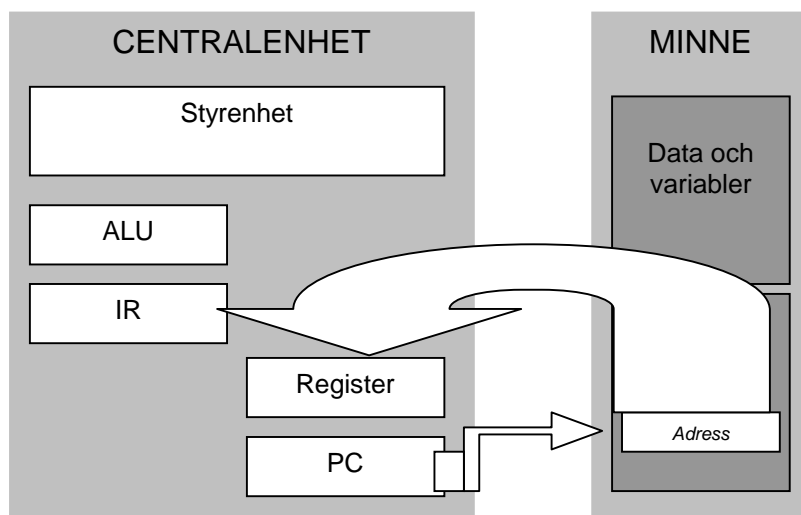 CENTRALENHET
MINNE
Styrenhet
Data och
variabler
ALU
IR
Register
Adress
PC